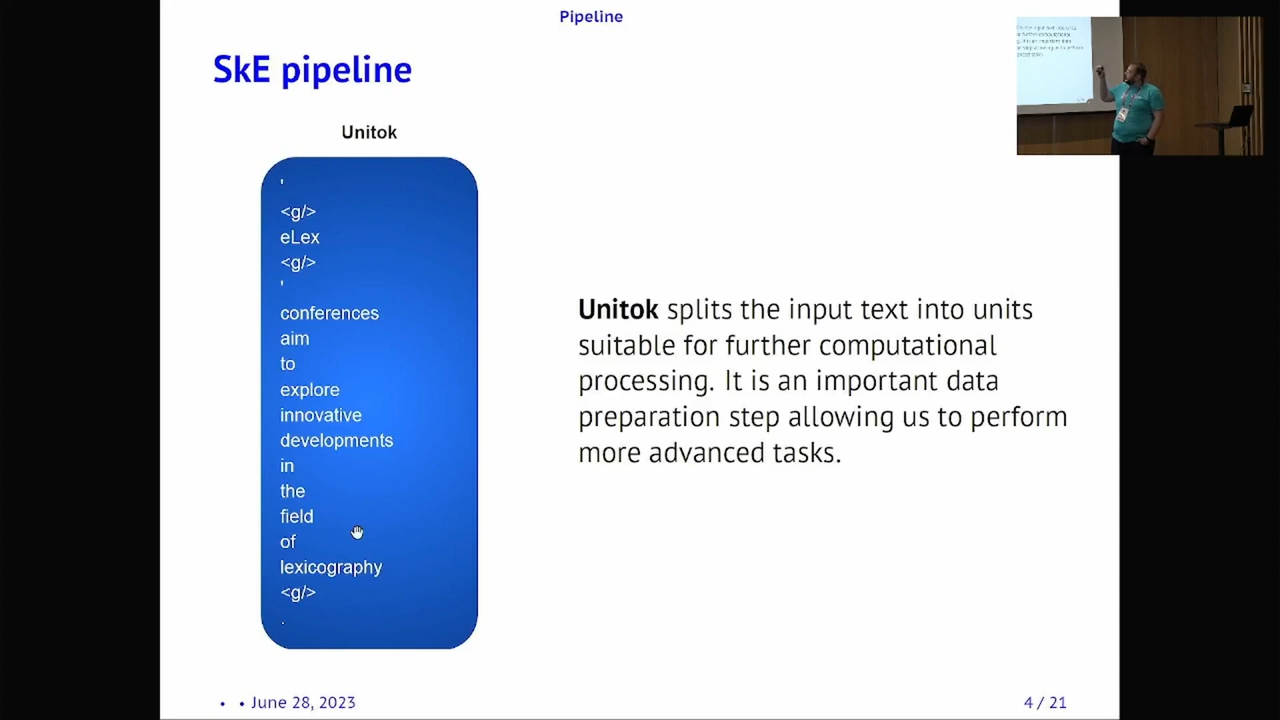 Pipeline
SkE pipeline
Unitok
'
<g/>
eLex
<g/>
'
conferences
aim
to
explore
innovative
developments
in
the
field
of
lexicography
<g/>
.
Unitok splits the input text into units
suitable for further computational
processing. It is an important data
preparation step allowing us to perform
more advanced tasks.
• • June 28, 2023
4 / 21